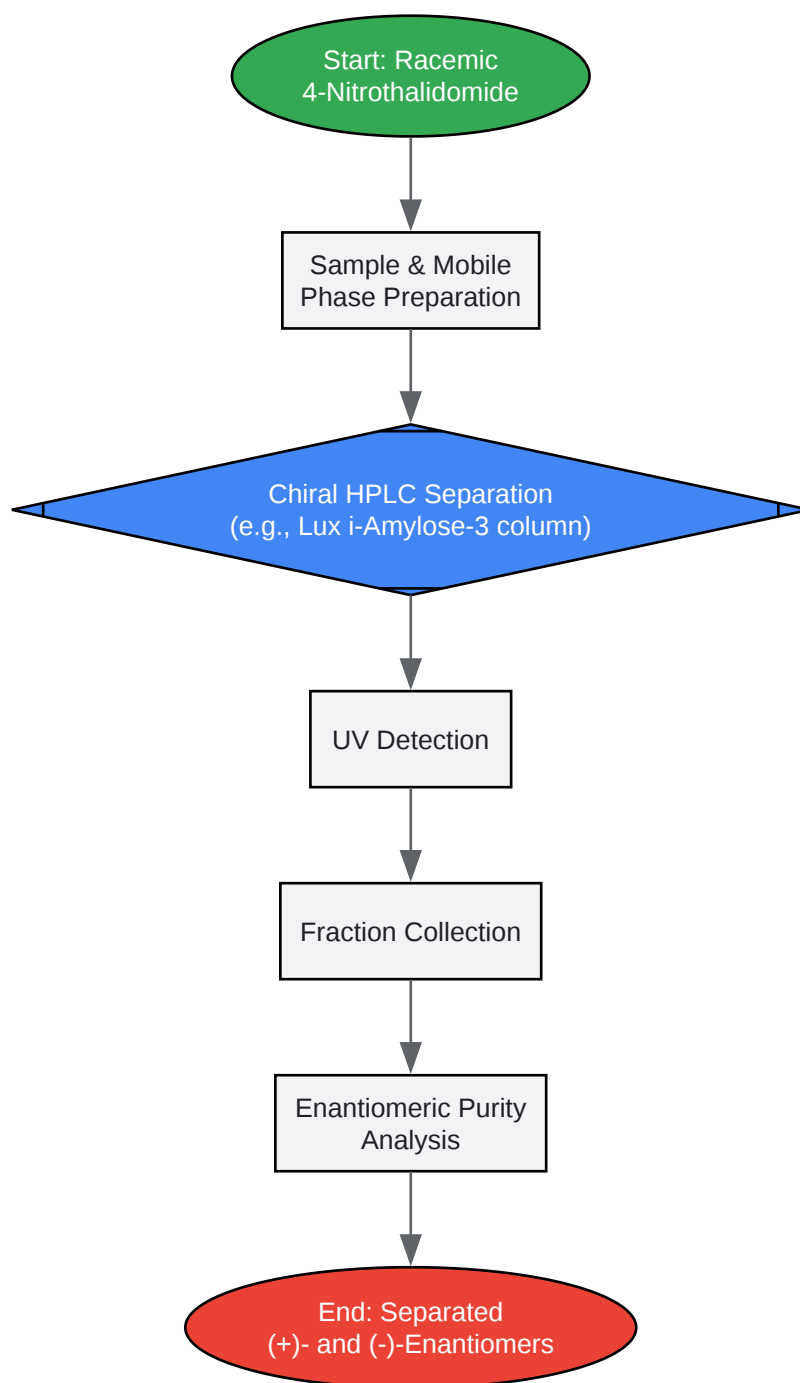 Start: Racemic
4-Nitrothalidomide
Sample & Mobile
Phase Preparation
Chiral HPLC Separation
(e.g., Lux i-Amylose-3 column)
UV Detection
Fraction Collection
Enantiomeric Purity
Analysis
End: Separated
(+)- and (-)-Enantiomers